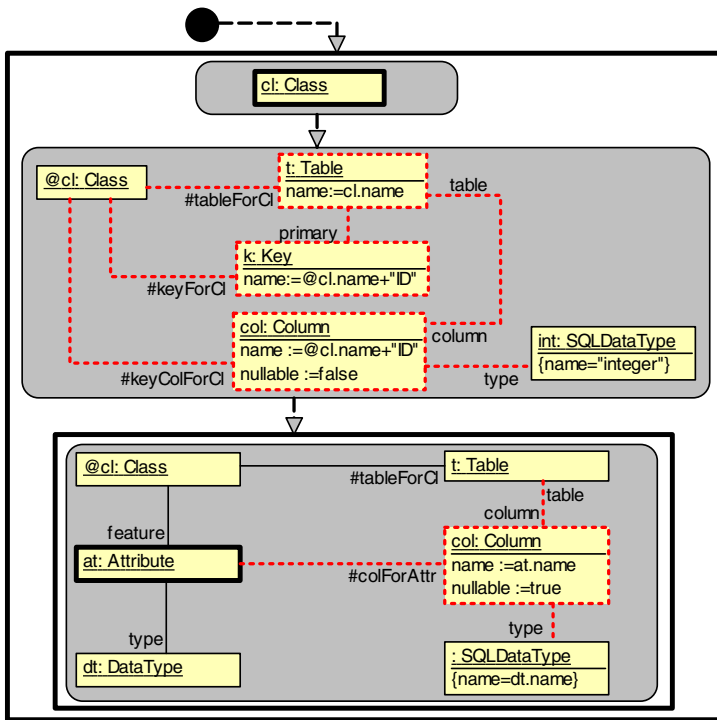 cl: Class
t: Table
name:=cl.name
table
@cl: Class
#tableForCl
primary
k: Key
name:=@cl.name+"ID"
#keyForCl
col: Column
name :=@cl.name+"ID"
nullable :=false
column
int: SQLDataType
{name="integer"}
#keyColForCl
type
@cl: Class
t: Table
#tableForCl
table
column
feature
col: Column
name :=at.name
nullable :=true
at: Attribute
#colForAttr
type
type
dt: DataType
: SQLDataType
{name=dt.name}